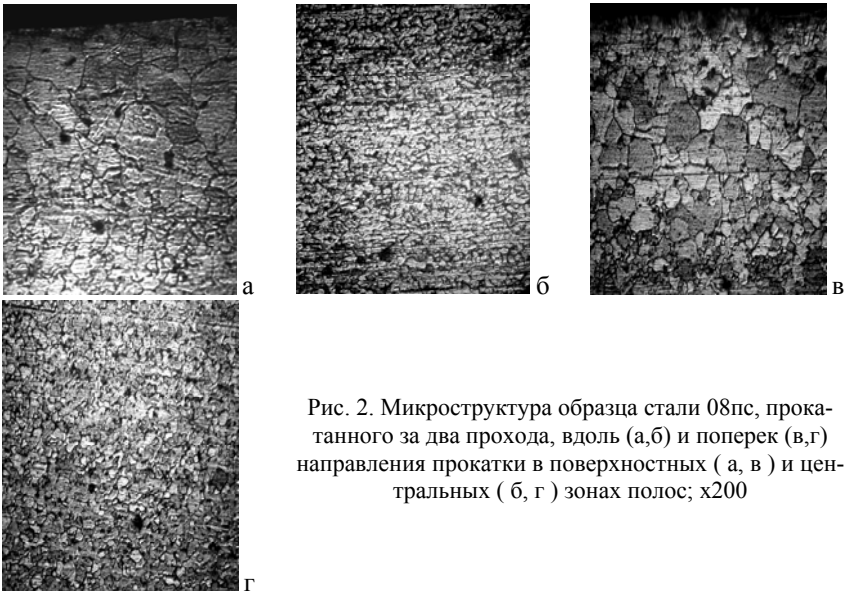 а
б
в
г
Рис. 2. Микроструктура образца стали 08пс, прока-
танного за два прохода, вдоль (а,б) и поперек (в,г)
направления прокатки в поверхностных ( а, в ) и цен-
тральных ( б, г ) зонах полос; х200